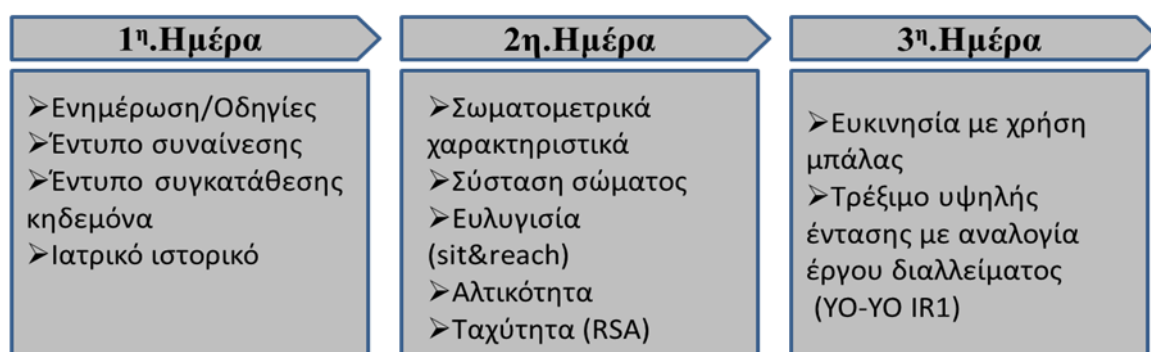 1η.Ημέρα
➢Ενημέρωση/Οδηγίες
➢Έντυπο συναίνεσης
➢Έντυπο συγκατάθεσης
κηδεμόνα
➢Ιατρικό ιστορικό
2η.Ημέρα
➢Σωματομετρικά
χαρακτηριστικά
➢Σύσταση σώματος
➢Ευλυγισία
(sit&reach)
➢Αλτικότητα
➢Ταχύτητα (RSA)
3η.Ημέρα
➢Ευκινησία με χρήση
μπάλας
➢Τρέξιμο υψηλής
έντασης με αναλογία
έργου διαλλείματος
(YO-YO IR1)